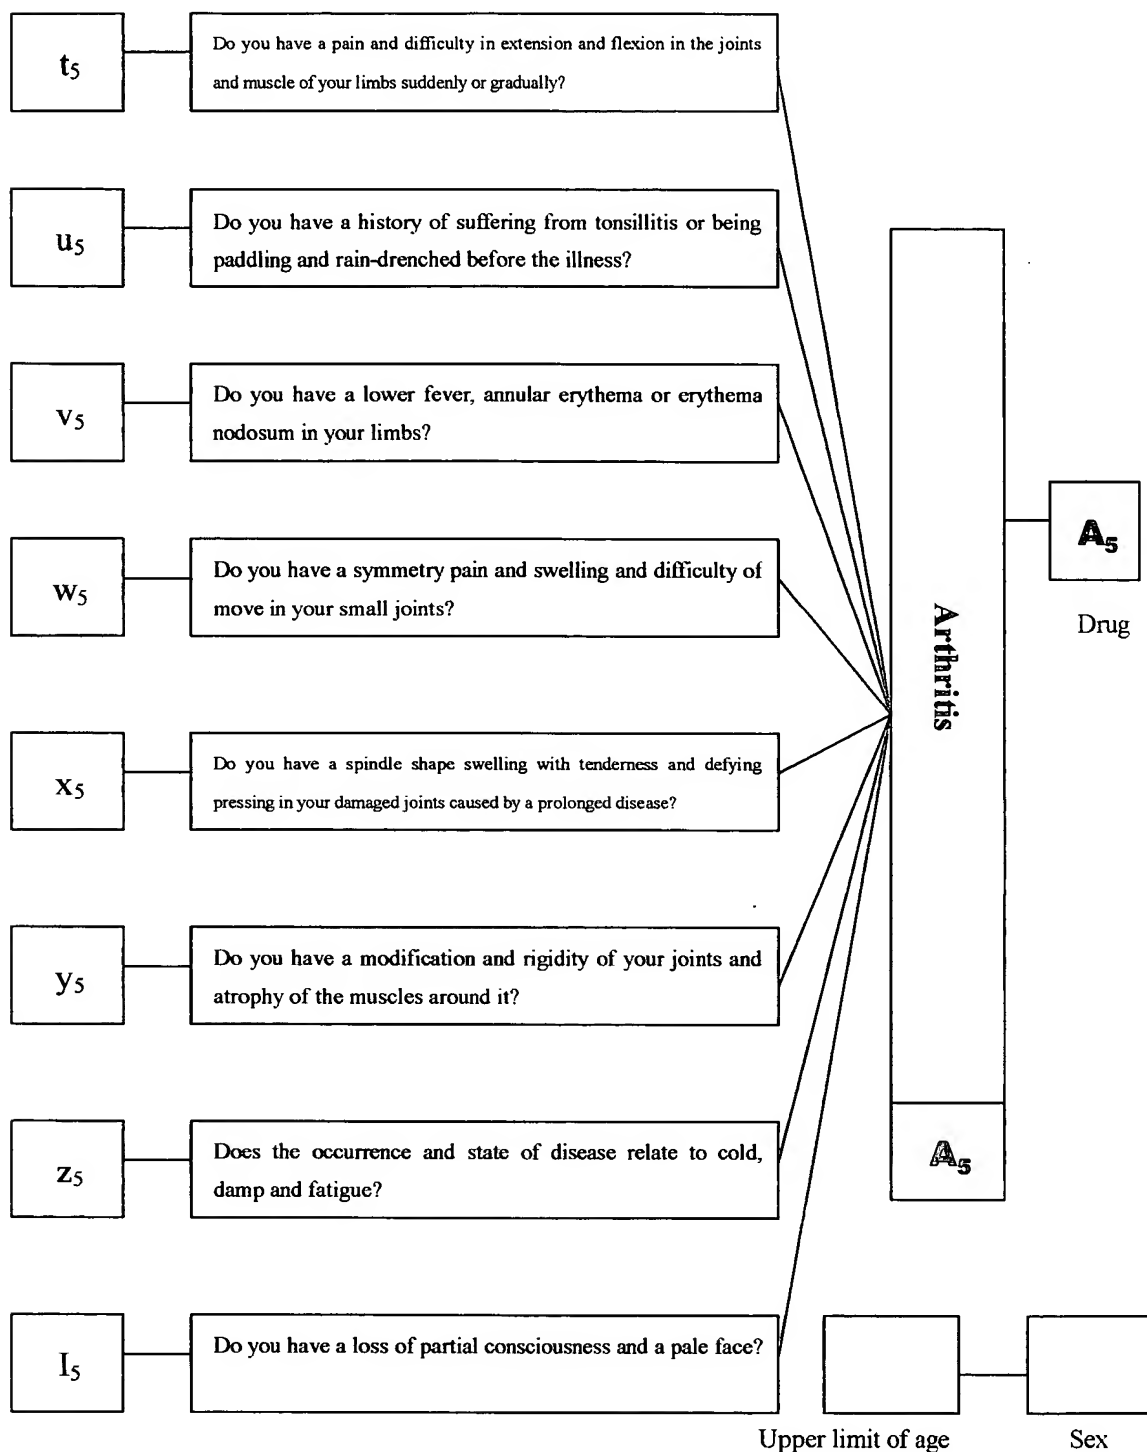 t5
Do you have a pain and difficulty in extension and flexion in the joints
and muscle of your limbs suddenly or gradually?
u5
Do you have a history of suffering from tonsillitis or being
paddling and rain-drenched before the illness?
v5
Do you have a lower fever, annular erythema or erythema
nodosum in your limbs?
w5
Do you have a symmetry pain and swelling and difficulty of
move in your small joints?
x5
Do you have a spindle shape swelling with tenderness and defying
pressing in your damaged joints caused by a prolonged disease?
y5
Do you have a modification and rigidity of your joints and
atrophy of the muscles around it?
z5
Does the occurrence and state of disease relate to cold,
damp and fatigue?
I5
Do you have a loss of partial consciousness and a pale face?
Arthritis
A5
A5
Drug
Upper limit of age
Sex